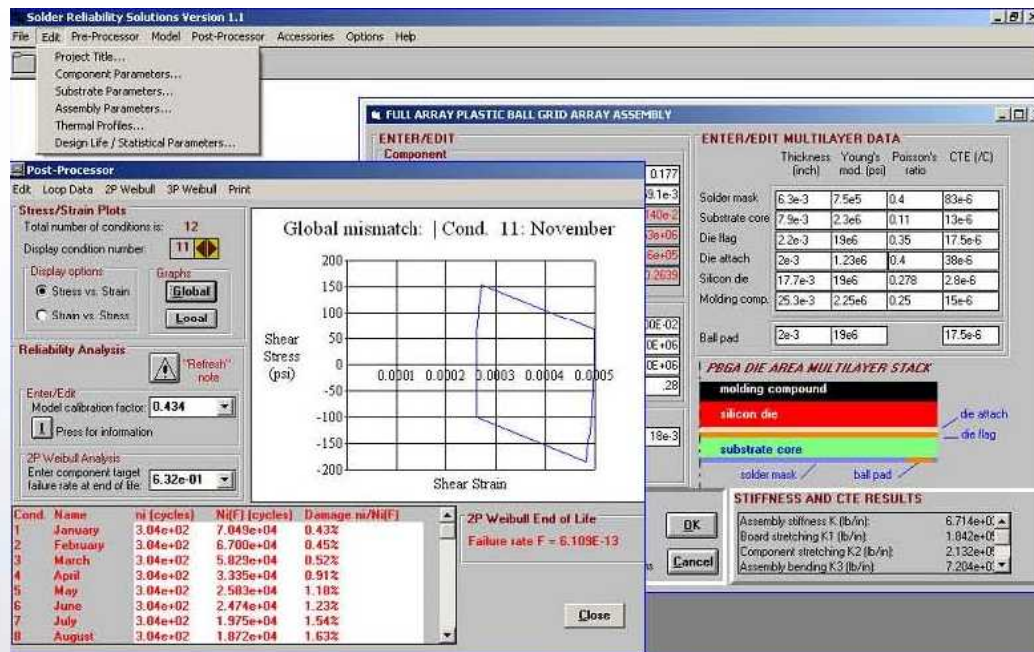 Solder Reliability Solutions Version 1.1
File Edit Pre-Processor Model Post-Processor Accessories Options Help
Project Title...
Component Parameters...
Substrate Parameters...
Assembly Parameters...
Thermal Profiles...
Design Life / Statistical Parameters...
FULL ARRAY PLASTIC BALL GRID ARRAY ASSEMBLY
ENTER/EDIT
Component
0.177
ENTER/EDIT MULTILAYER DATA
Thickness (inch) Young's mod. (psi) Poisson's ratio CTE (/C)
Solder mask 6.3e-3 7.5e5 0.4 83e-6
Substrate core 7.9e-3 2.3e6 0.11 13e-6
Die flag 2.2e-3 19e6 0.35 17.5e-6
Die attach 2e-3 1.23e6 0.4 38e-6
Silicon die 17.7e-3 19e6 0.278 2.8e-6
Molding comp. 25.3e-3 2.25e6 0.25 15e-6
Ball pad 2e-3 19e6 17.5e-6
PBGA DIE AREA MULTILAYER STACK
molding compound
silicon die
die attach
die flag
substrate core
solder mask
ball pad
18e-3
STIFFNESS AND CTE RESULTS
Assembly stiffness K (lb/in):
Board stretching K1 (lb/in)
Component stretching K2 (lb/in)
Assembly bending K3 (lb/in)
OK
Cancel
Post-Processor
Edit Loop Data 2P Weibull 3P Weibull Print
Stress/Strain Plots
Total number of conditions is: 12
Display condition number: 11
Display options
Stress vs. Strain
Strain vs. Stress
Graphs
Global
Local
Reliability Analysis
"Refresh" note
Enter/Edit
Model calibration factor: 0.434
I Press for information
2P Weibull Analysis
Enter component target
failure rate at end of life: 6.32e-01
Global mismatch: | Cond. 11: November
200
150
100
50
0
-50
-100
-150
-200
Shear Stress (psi)
0.0001 0.0002 0.0003 0.0004 0.0005
Shear Strain
Cond. Name ni (cycles) Ni(F) (cycles) Damage ni/Ni(F)
1 January 3.04e+02 7.049e+04 0.43%
2 February 3.04e+02 6.700e+04 0.45%
3 March 3.04e+02 5.829e+04 0.52%
4 April 3.04e+02 3.335e+04 0.91%
5 May 3.04e+02 2.583e+04 1.18%
6 June 3.04e+02 2.474e+04 1.23%
7 July 3.04e+02 1.975e+04 1.54%
8 August 3.04e+02 1.872e+04 1.63%
2P Weibull End of Life
Failure rate F = 6.109E-13
Close